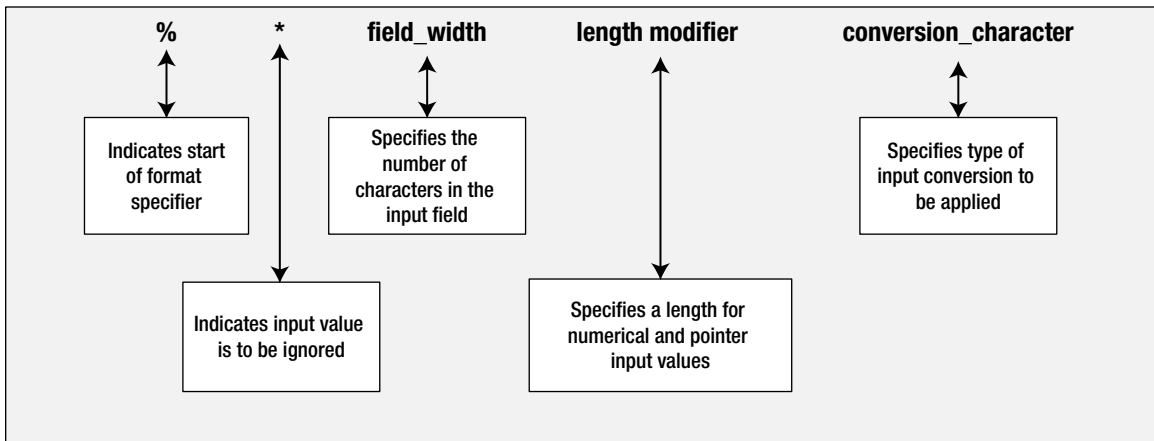 % * field_width length modifier conversion_character
Indicates start
of format
specifier
Specifies the
number of
characters in the
input field
Specifies type of
input conversion to
be applied
Indicates input value
is to be ignored
Specifies a length for
numerical and pointer
input values